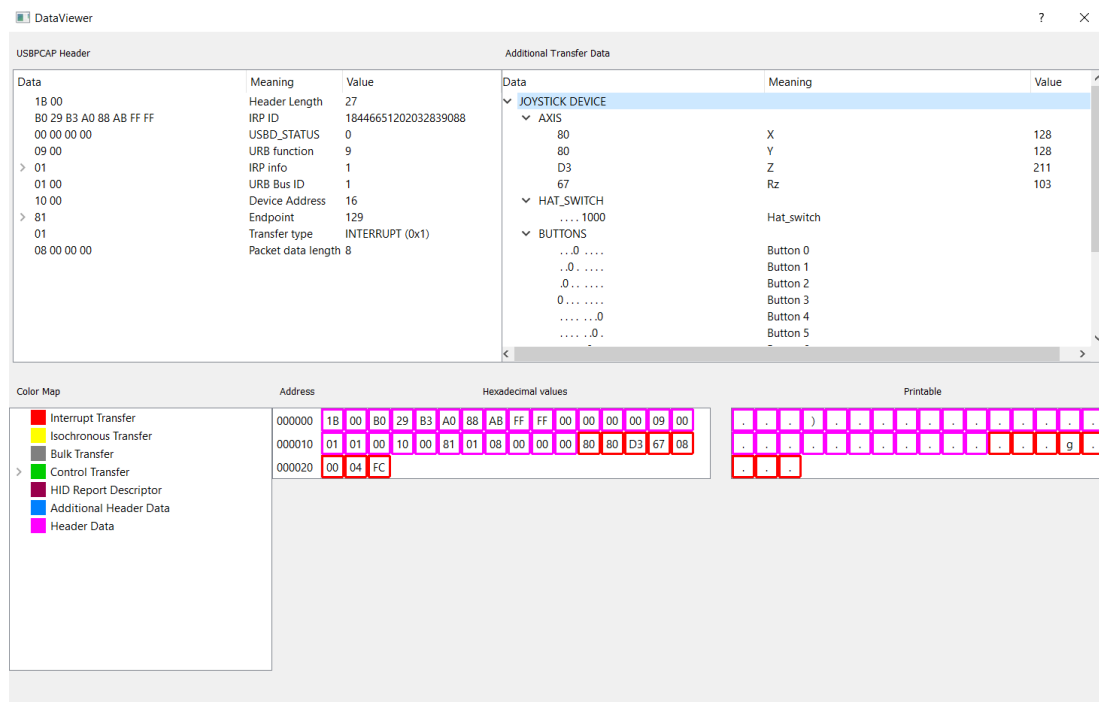 DataViewer
?
USBPCAP Header
Data Meaning Value
1B 00 Header Length 27
B0 29 B3 A0 88 AB FF FF IRP ID 18446651202032839088
00 00 00 00 USBD_STATUS 0
09 00 URB function 9
01 IRP info 1
01 00 URB Bus ID 1
10 00 Device Address 16
81 Endpoint 129
01 Transfer type INTERRUPT (0x1)
08 00 00 00 Packet data length 8
Additional Transfer Data
Data Meaning Value
JOYSTICK DEVICE
AXIS
80 X 128
80 Y 128
D3 Z 211
67 Rz 103
HAT_SWITCH
. . . . 1000 Hat_switch
BUTTONS
. . .0 . . . . Button 0
. .0 . . . . . Button 1
.0 . . . . . . Button 2
0 . . . . . . . Button 3
. . . . . . .0 Button 4
. . . . . .0 . Button 5
Color Map
Interrupt Transfer
Isochronous Transfer
Bulk Transfer
Control Transfer
HID Report Descriptor
Additional Header Data
Header Data
Address Hexadecimal values
000000 1B 00 B0 29 B3 A0 88 AB FF FF 00 00 00 00 09 00
000010 01 01 00 10 00 81 01 08 00 00 00 80 80 D3 67 08
000020 00 04 FC
Printable
. . . ) . . . . . . . . . . . .
. . . . . . . . . . . . . . g .
. . .